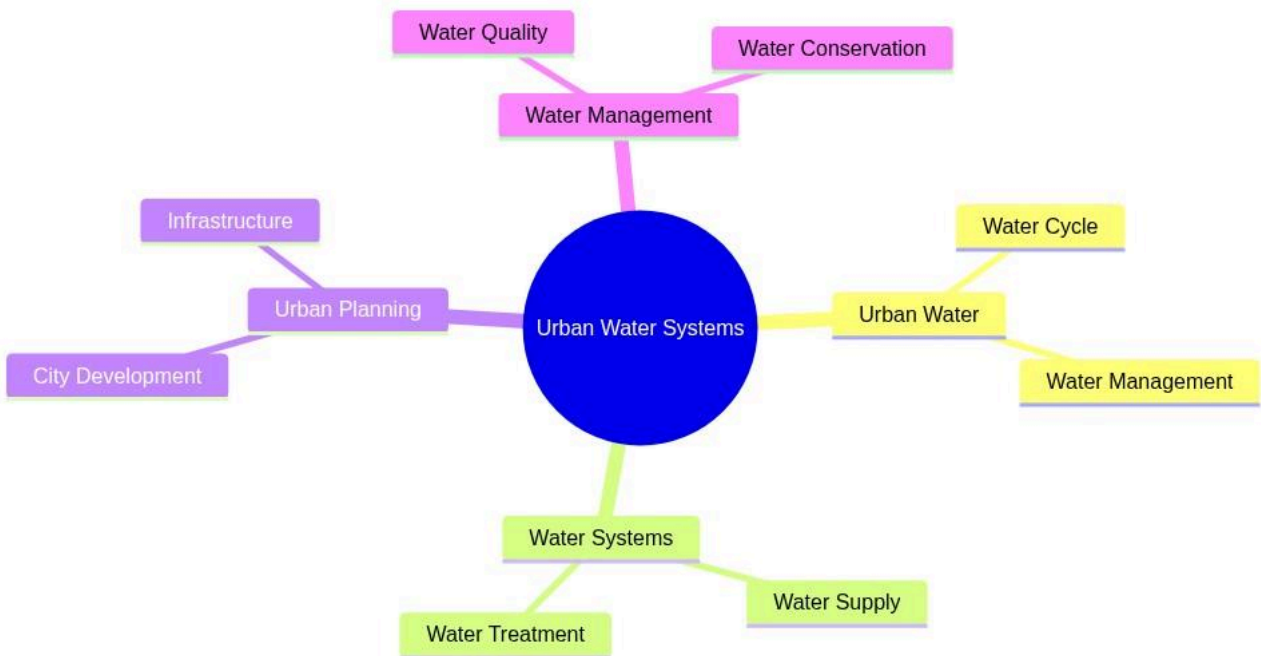 Water Quality
Water Conservation
Water Management
Infrastructure
Water Cycle
Urban Planning
Urban Water
Urban Water Systems
City Development
Water Management
Water Systems
Water Supply
Water Treatment